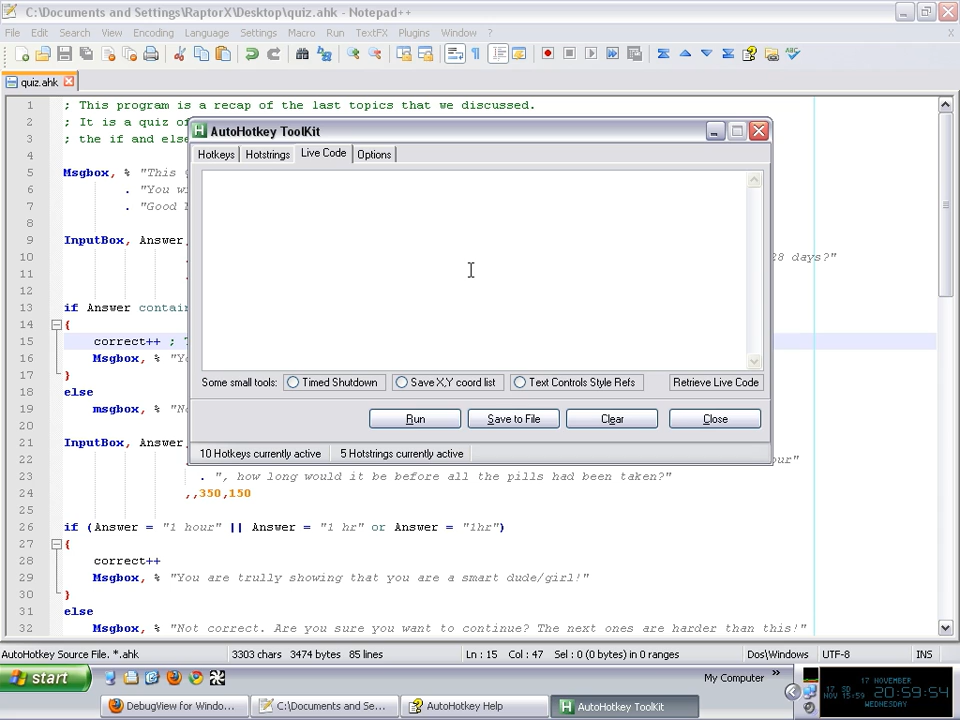 C:\Documents and Settings\RaptorX\Desktop\quiz.ahk - Notepad++
File Edit Search View Encoding Language Settings Macro Run TextFX Plugins Window ? X
quiz.ahk
1 ; This program is a recap of the last topics that we discussed.
2 ; It is a quiz of
3 ; the if and else
4
5 Msgbox, % "This
6 . "You wi
7 . "Good
8
9 InputBox, Answer,
10 28 days?"
11
12
13 if Answer contain
14 {
15 correct++ ;
16 Msgbox, % "Yo
17 }
18 else
19 msgbox, % "No
20
21 InputBox, Answer
22 our"
23 . ", how long would it be before all the pills had been taken?"
24 ,,350,150
25
26 if (Answer = "1 hour" || Answer = "1 hr" or Answer = "1hr")
27 {
28 correct++
29 Msgbox, % "You are trully showing that you are a smart dude/girl!"
30 }
31 else
32 Msgbox, % "Not correct. Are you sure you want to continue? The next ones are harder than this!"
AutoHotkey ToolKit
Hotkeys Hotstrings Live Code Options
Some small tools: Timed Shutdown Save X,Y coord list Text Controls Style Refs Retrieve Live Code
Run Save to File Clear Close
10 Hotkeys currently active 5 Hotstrings currently active
AutoHotkey Source File. *.ahk 3303 chars 3474 bytes 85 lines Ln : 15 Col : 47 Sel : 0 (0 bytes) in 0 ranges Dos\Windows UTF-8 INS
start My Computer »
DebugView for Windo... C:\Documents and Se... AutoHotkey Help AutoHotkey ToolKit
17 NOVEMBER
17 SD
NOV 15:59
20:59:54
WEDNESDAY